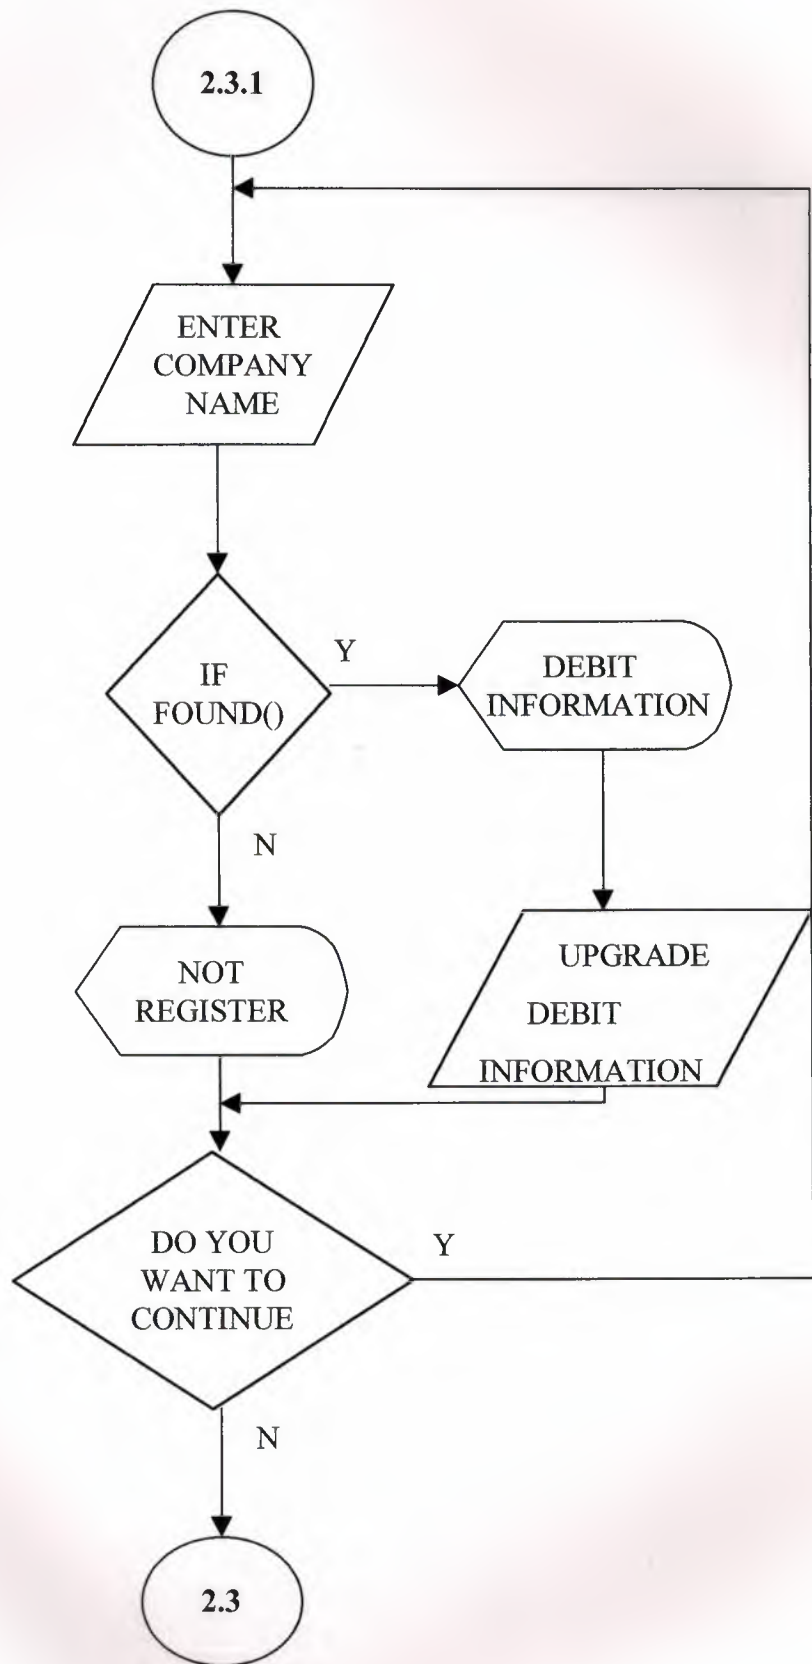 2.3.1
ENTER
COMPANY
NAME
IF
FOUND()
Y
DEBIT
INFORMATION
N
NOT
REGISTER
UPGRADE
DEBIT
INFORMATION
DO YOU
WANT TO
CONTINUE
Y
N
2.3